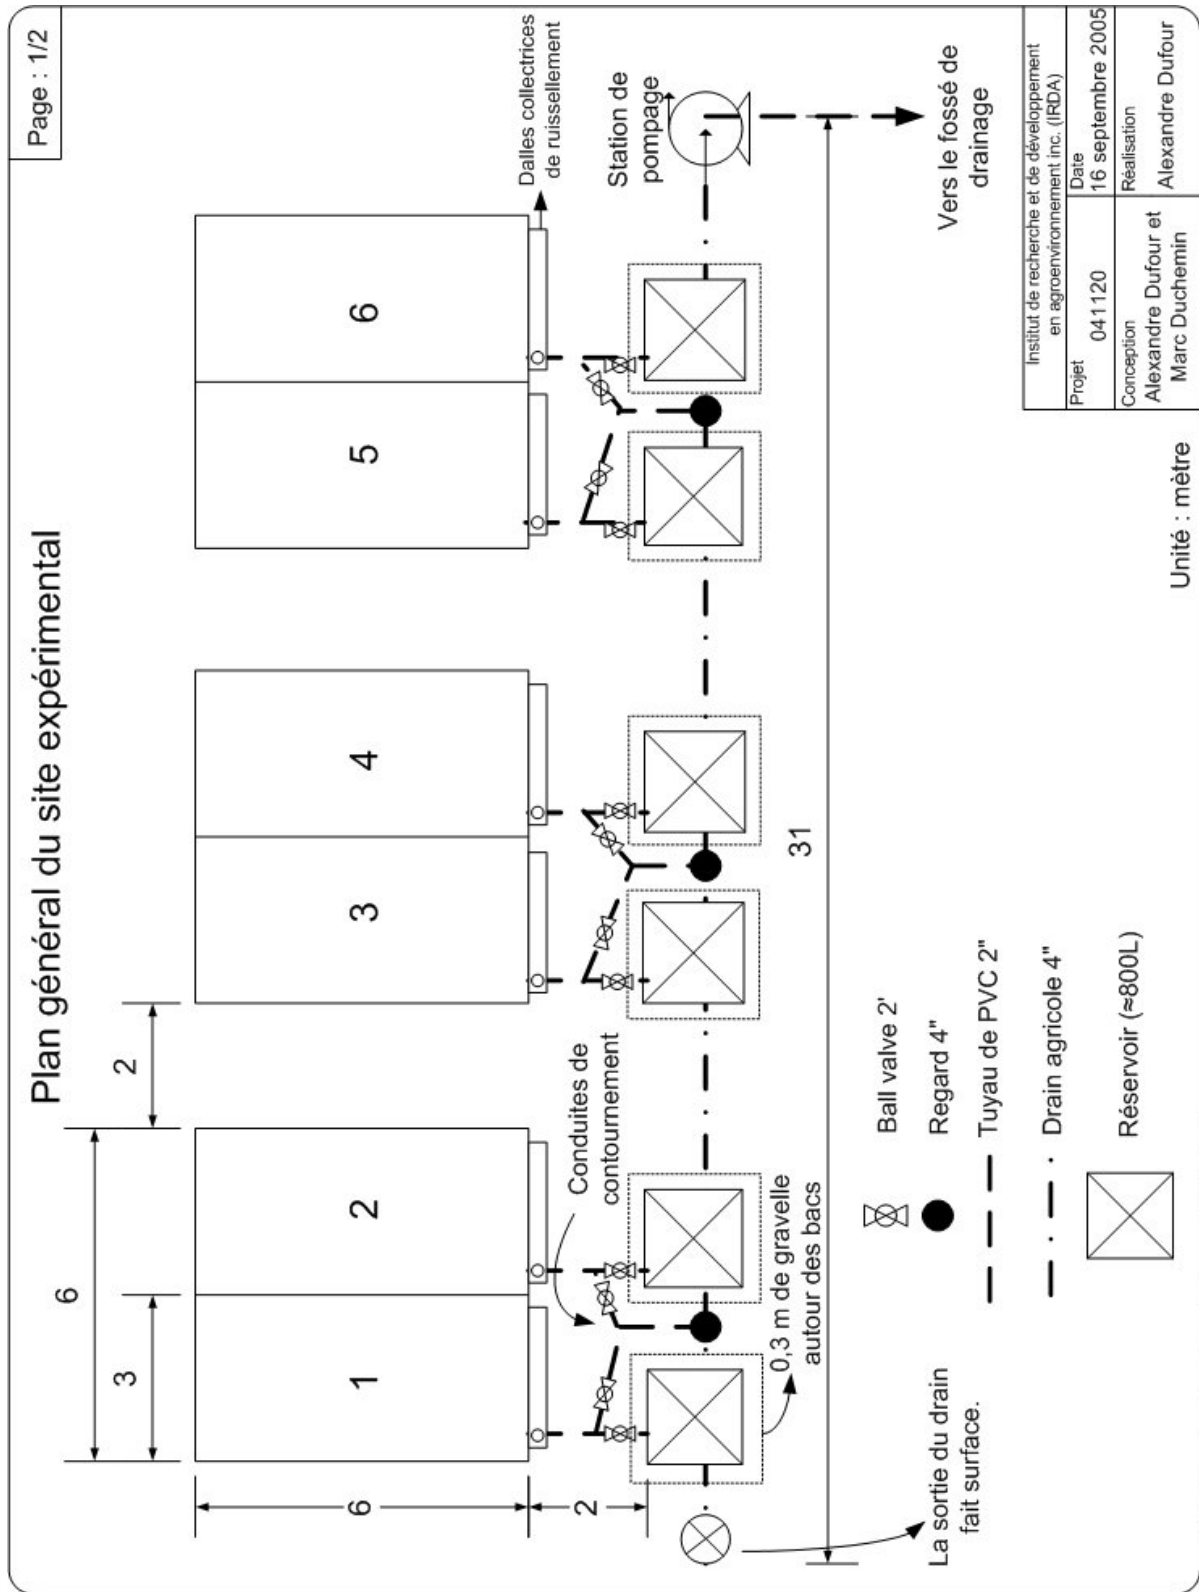 Page : 1/2
Plan général du site expérimental
6
3
2
6
2
1
2
3
4
5
6
Dalles collectrices
de ruissellement
Conduites de
contournement
Station de
pompage
0,3 m de gravelle
autour des bacs
31
Vers le fossé de
drainage
La sortie du drain
fait surface.
Ball valve 2'
Regard 4"
Tuyau de PVC 2"
Drain agricole 4"
Réservoir (≈800L)
Unité : mètre
Institut de recherche et de développement
en agroenvironnement inc. (IRDA)
Projet
041120
Date
16 septembre 2005
Conception
Alexandre Dufour et
Marc Duchemin
Réalisation
Alexandre Dufour